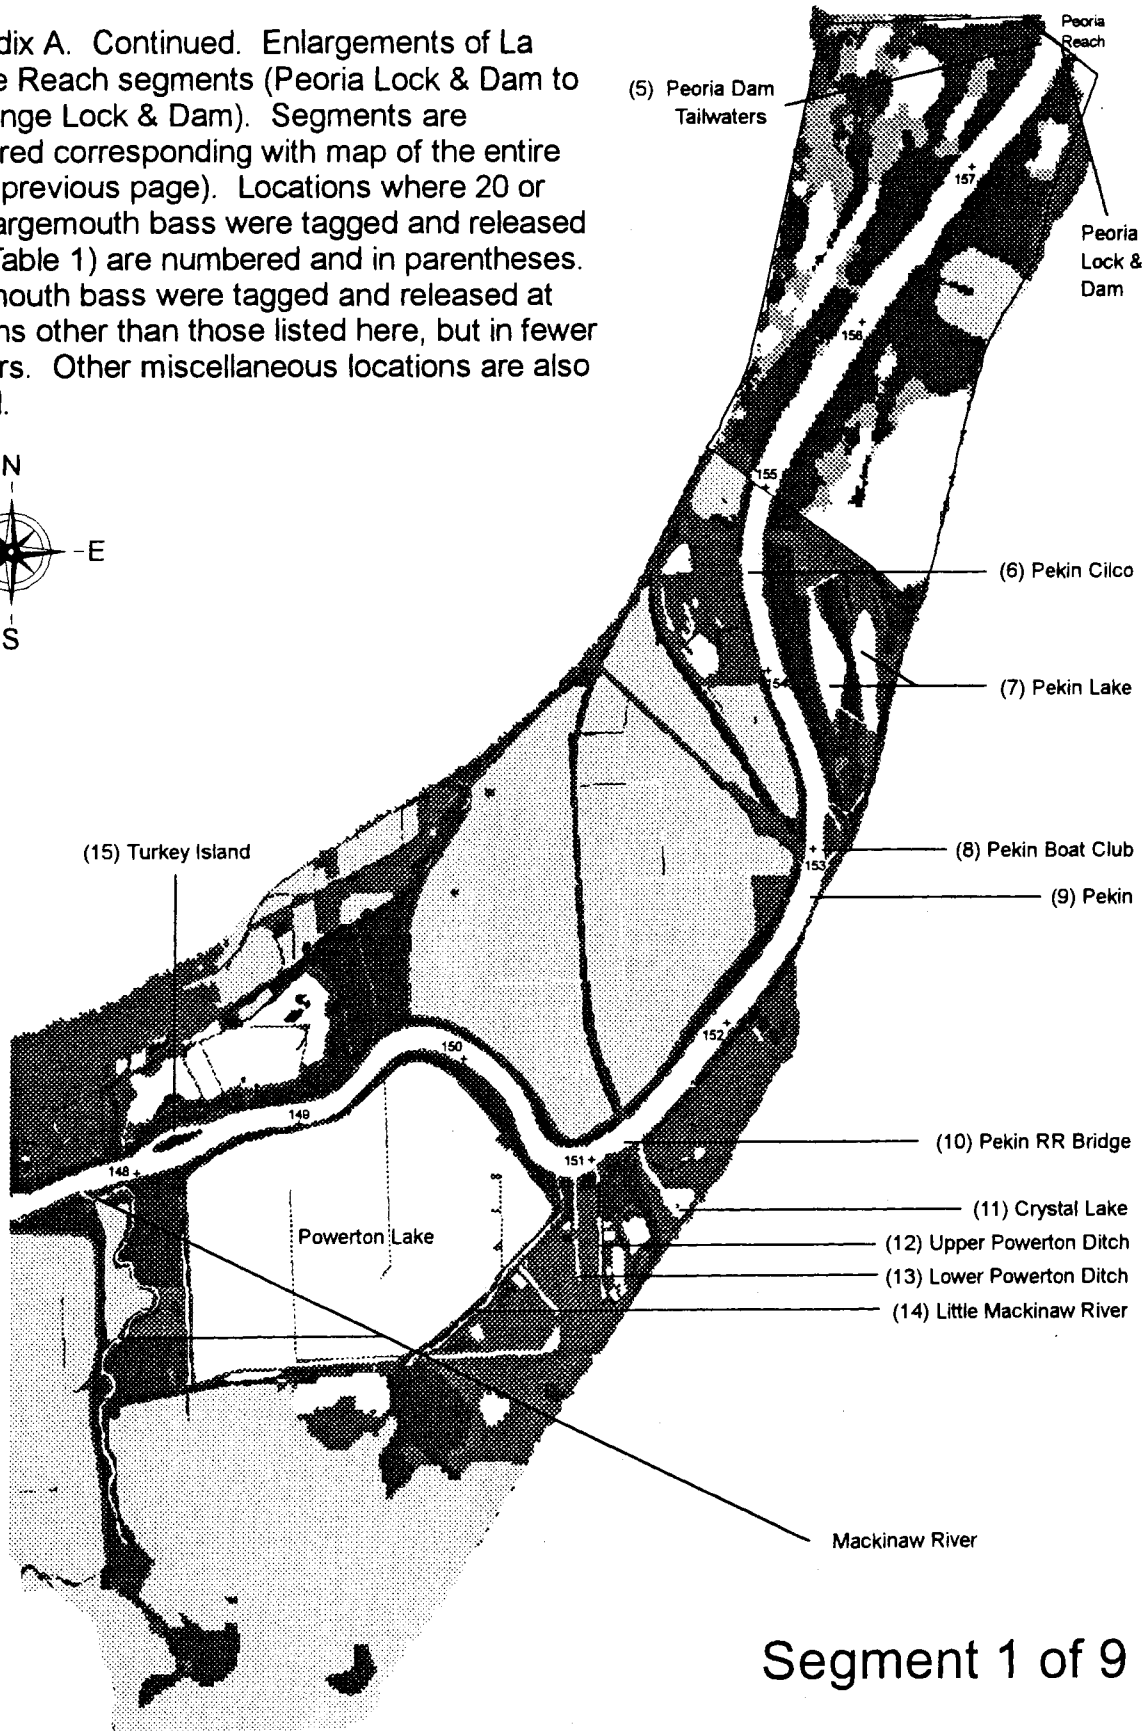 dix A. Continued. Enlargements of La
e Reach segments (Peoria Lock & Dam to
nge Lock & Dam). Segments are
red corresponding with map of the entire
previous page). Locations where 20 or
argemouth bass were tagged and released
able 1) are numbered and in parentheses.
outh bass were tagged and released at
ns other than those listed here, but in fewer
rs. Other miscellaneous locations are also
.
N
E
S
Peoria
Reach
(5) Peoria Dam
Tailwaters
157
Peoria
Lock &
Dam
156
155
(6) Pekin Cilco
154
(7) Pekin Lake
(8) Pekin Boat Club
153
(9) Pekin
(15) Turkey Island
152
150
149
(10) Pekin RR Bridge
151
148
(11) Crystal Lake
Powerton Lake
(12) Upper Powerton Ditch
(13) Lower Powerton Ditch
(14) Little Mackinaw River
Mackinaw River
Segment 1 of 9